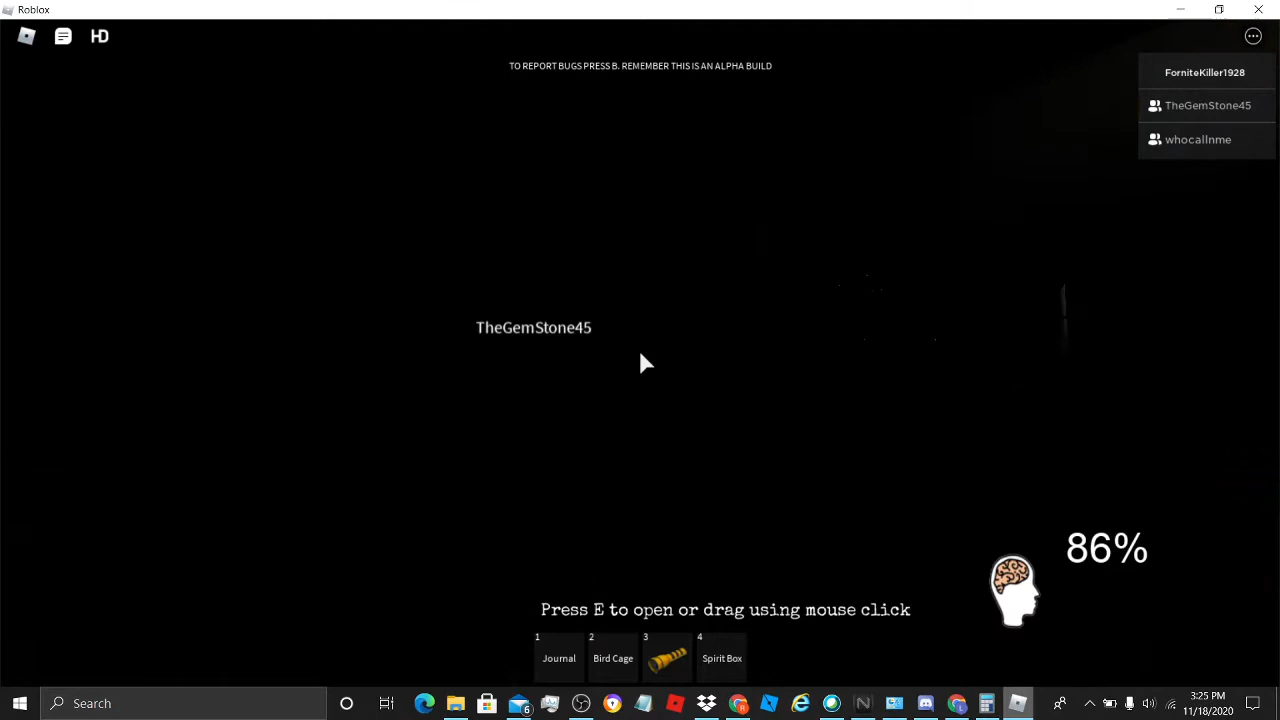 Roblox
HD
TO REPORT BUGS PRESS B. REMEMBER THIS IS AN ALPHA BUILD
ForniteKiller1928
TheGemStone45
whocallnme
TheGemStone45
86%
Press E to open or drag using mouse click
1
2
3
4
Journal
Bird Cage
Spirit Box
Search
6
3:25 PM
11/18/2020